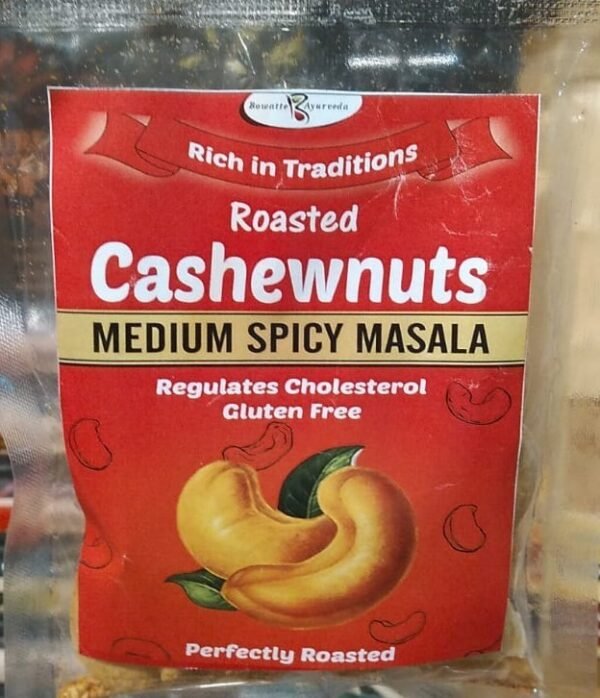 Bowatte Ayurveda
Rich in Traditions
Roasted
Cashewnuts
MEDIUM SPICY MASALA
Regulates Cholesterol
Gluten Free
Perfectly Roasted